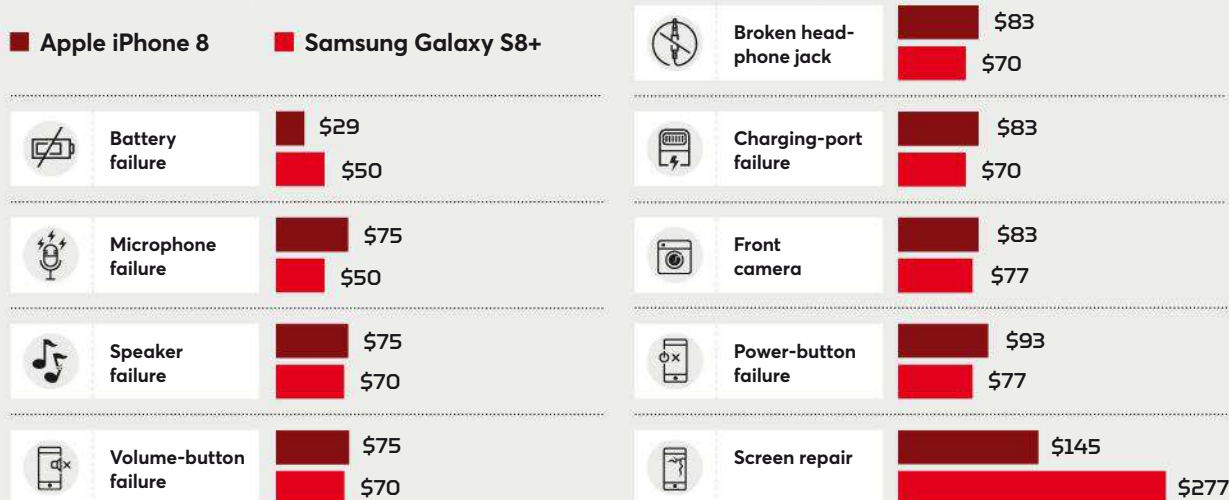 Apple iPhone 8
Samsung Galaxy S8+
Battery
failure
$29
$50
Microphone
failure
$75
$50
Speaker
failure
$75
$70
Volume-button
failure
$75
$70
Broken head-
phone jack
$83
$70
Charging-port
failure
$83
$70
Front
camera
$83
$77
Power-button
failure
$93
$77
Screen repair
$145
$277